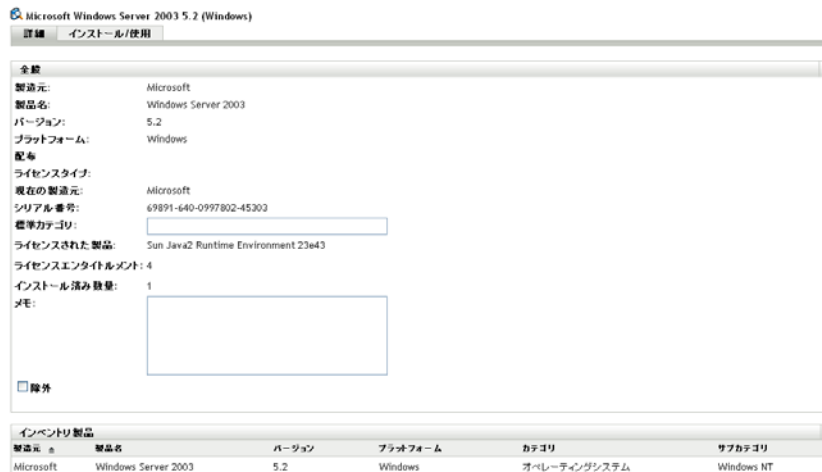 Microsoft Windows Server 2003 5.2 (Windows)
詳細 インストール/使用
全般
製造元: Microsoft
製品名: Windows Server 2003
バージョン: 5.2
プラットフォーム: Windows
配布
ライセンスタイプ:
現在の製造元: Microsoft
シリアル番号: 69891-640-0997802-45303
標準カテゴリ:
ライセンスされた製品: Sun Java2 Runtime Environment 23e43
ライセンスエンタイトルメント: 4
インストール済み数量: 1
メモ:
除外
インベントリ製品
製造元 製品名 バージョン プラットフォーム カテゴリ サブカテゴリ
Microsoft Windows Server 2003 5.2 Windows オペレーティングシステム Windows NT